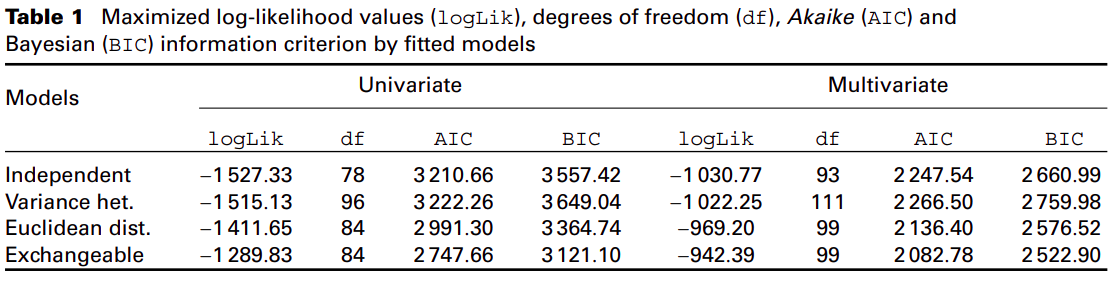 Table 1 Maximized log-likelihood values (logLik), degrees of freedom (df), Akaike (AIC) and
Bayesian (BIC) information criterion by fitted models
Models Univariate Multivariate
logLik df AIC BIC logLik df AIC BIC
Independent −1 527.33 78 3 210.66 3 557.42 −1 030.77 93 2 247.54 2 660.99
Variance het. −1 515.13 96 3 222.26 3 649.04 −1 022.25 111 2 266.50 2 759.98
Euclidean dist. −1 411.65 84 2 991.30 3 364.74 −969.20 99 2 136.40 2 576.52
Exchangeable −1 289.83 84 2 747.66 3 121.10 −942.39 99 2 082.78 2 522.90